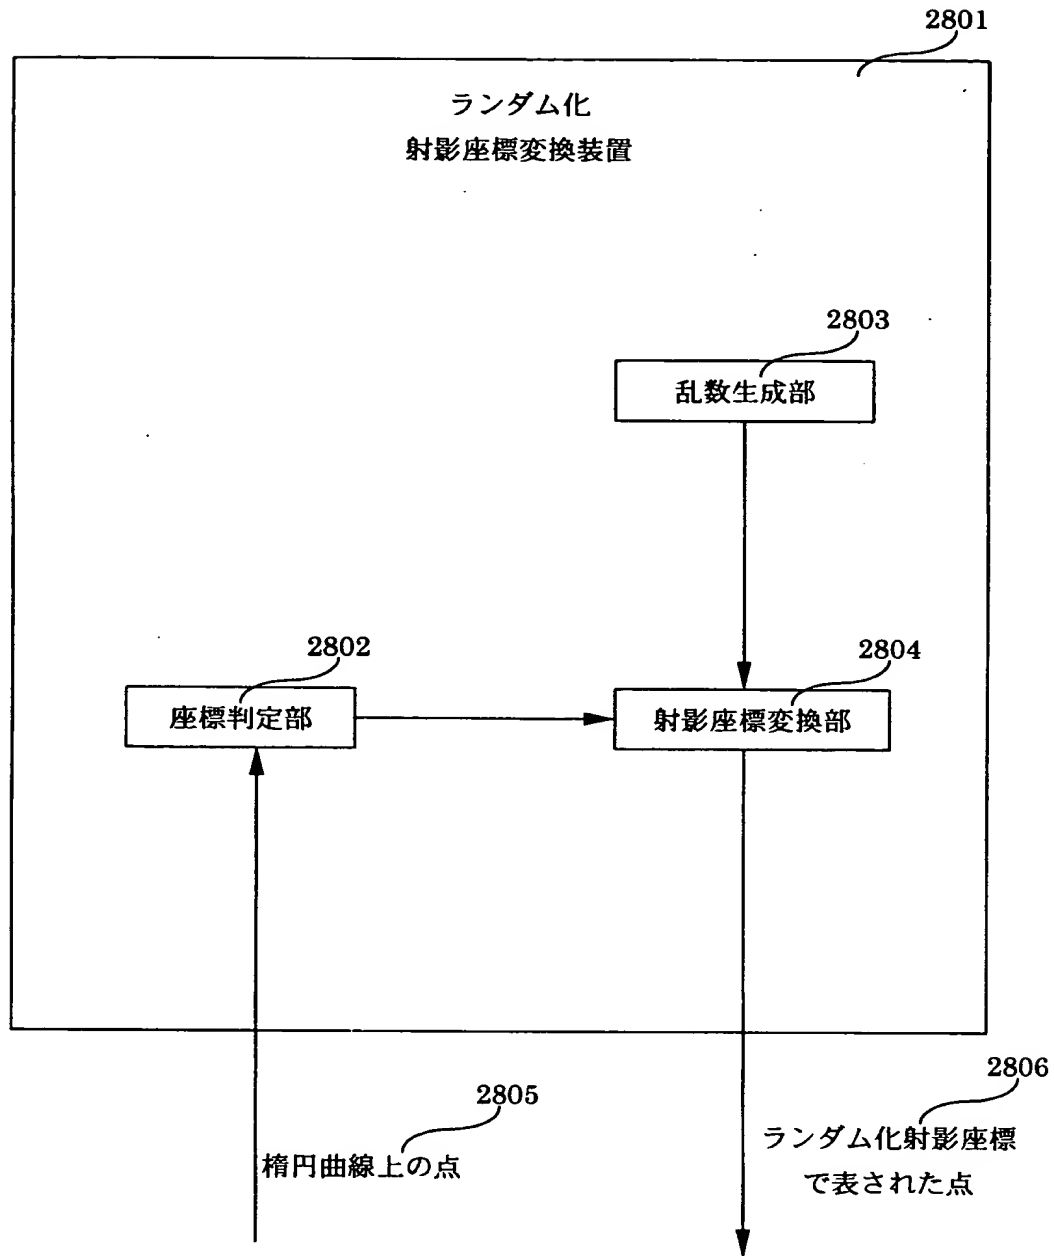 2801
ランダム化
射影座標変換装置
2803
乱数生成部
2802
座標判定部
2804
射影座標変換部
2805
楕円曲線上の点
2806
ランダム化射影座標
で表された点